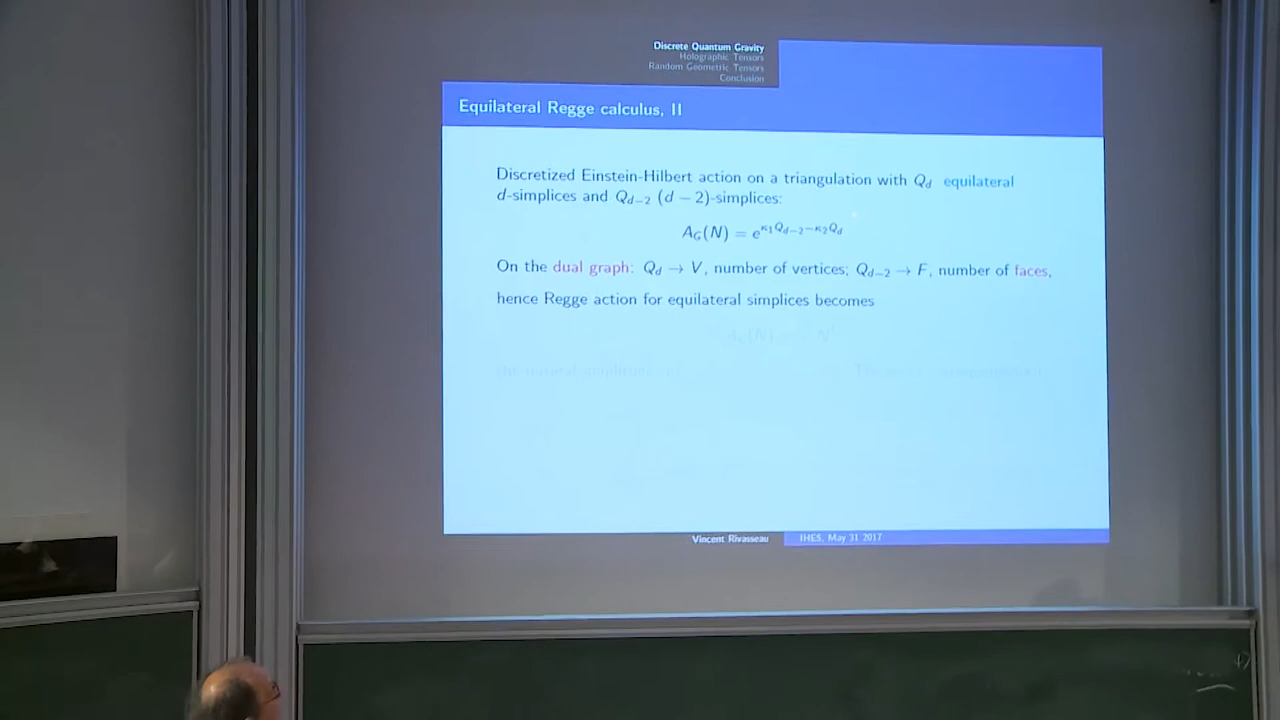 Discrete Quantum Gravity
Holographic Tensors
Random Geometric Tensors
Conclusion
Equilateral Regge calculus, II
Discretized Einstein-Hilbert action on a triangulation with Q_d equilateral
d-simplices and Q_{d−2} (d − 2)-simplices:
A_G(N) = e^{κ_1 Q_{d−2} − κ_2 Q_d}
On the dual graph: Q_d → V, number of vertices; Q_{d−2} → F, number of faces,
hence Regge action for equilateral simplices becomes
Vincent Rivasseau
IHES, May 31 2017